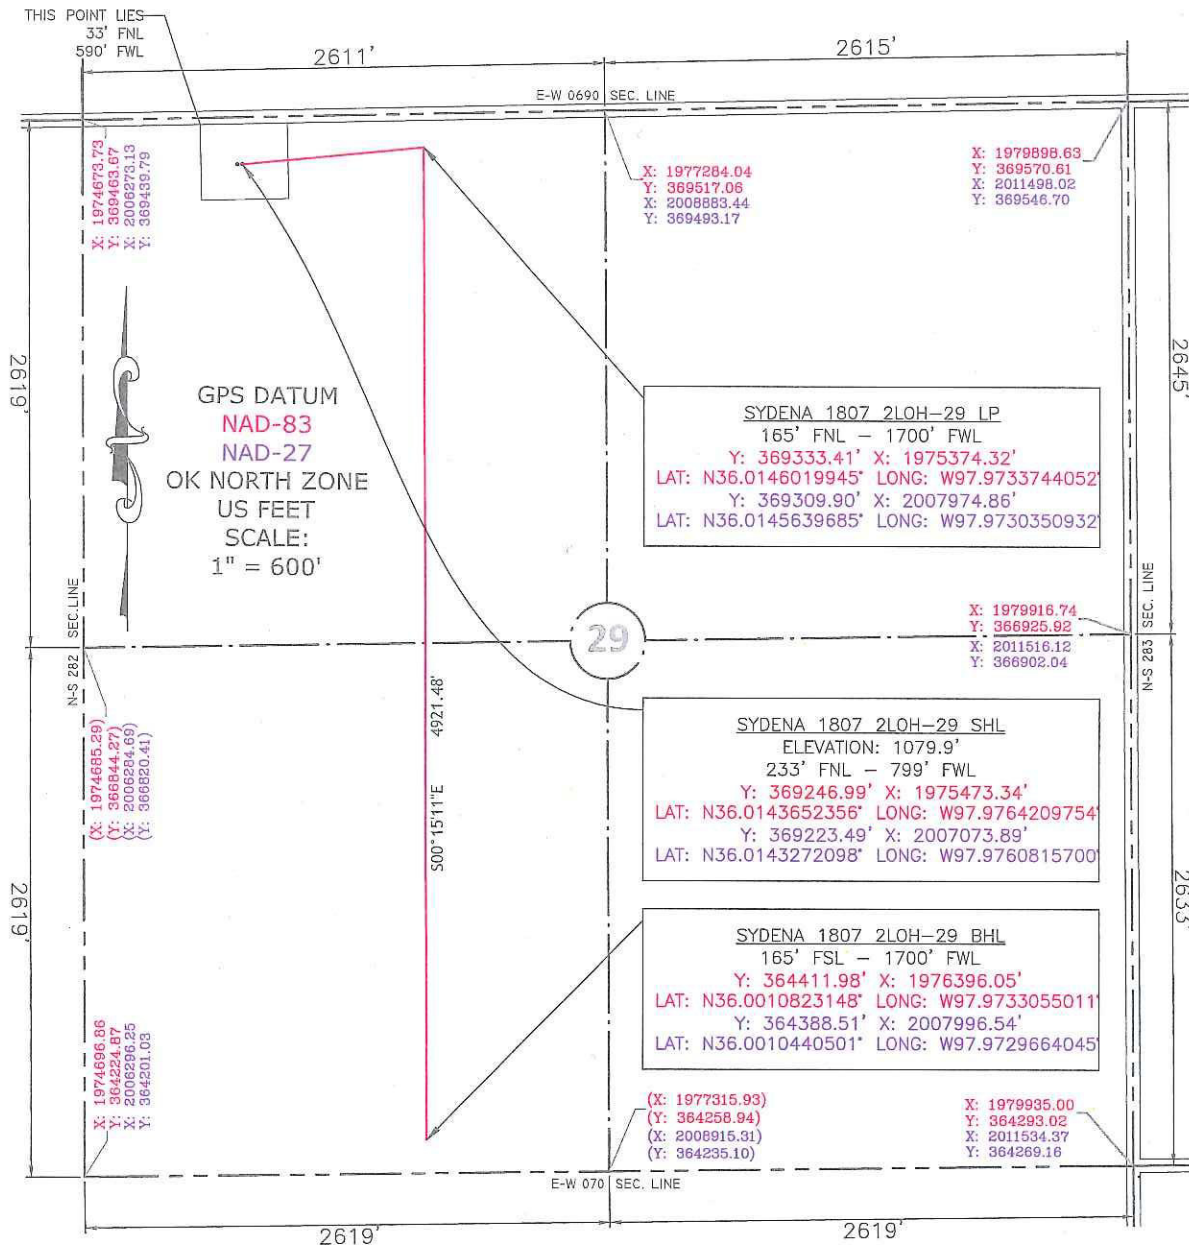 THIS POINT LIES
33' FNL
590' FWL
2611'
2615'
E-W 0690 SEC. LINE
X: 1974673.73
Y: 369463.67
X: 2006273.13
Y: 369439.79
X: 1977284.04
Y: 369517.06
X: 2008883.44
Y: 369493.17
X: 1979898.63
Y: 369570.61
X: 2011498.02
Y: 369546.70
2619'
2645'
GPS DATUM
NAD-83
NAD-27
OK NORTH ZONE
US FEET
SCALE:
1" = 600'
SYDENA 1807 2LOH-29 LP
165' FNL - 1700' FWL
Y: 369333.41' X: 1975374.32'
LAT: N36.0146019945° LONG: W97.9733744052°
Y: 369309.90' X: 2007974.86'
LAT: N36.0145639685° LONG: W97.9730350932°
N-S 282 SEC.LINE
29
X: 1979916.74
Y: 366925.92
X: 2011516.12
Y: 366902.04
N-S 283 SEC. LINE
(X: 1974685.29)
(Y: 366844.27)
(X: 2006284.69)
(Y: 366820.41)
S00°15'11"E 4921.48'
SYDENA 1807 2LOH-29 SHL
ELEVATION: 1079.9'
233' FNL - 799' FWL
Y: 369246.99' X: 1975473.34'
LAT: N36.0143652356° LONG: W97.9764209754°
Y: 369223.49' X: 2007073.89'
LAT: N36.0143272098° LONG: W97.9760815700°
2619'
2633'
SYDENA 1807 2LOH-29 BHL
165' FSL - 1700' FWL
Y: 364411.98' X: 1976396.05'
LAT: N36.0010823148° LONG: W97.9733055011°
Y: 364388.51' X: 2007996.54'
LAT: N36.0010440501° LONG: W97.9729664045°
X: 1974696.86
Y: 364224.87
X: 2006296.25
Y: 364201.03
(X: 1977315.93)
(Y: 364258.94)
(X: 2008915.31)
(Y: 364235.10)
X: 1979935.00
Y: 364293.02
X: 2011534.37
Y: 364269.16
E-W 070 SEC. LINE
2619'
2619'